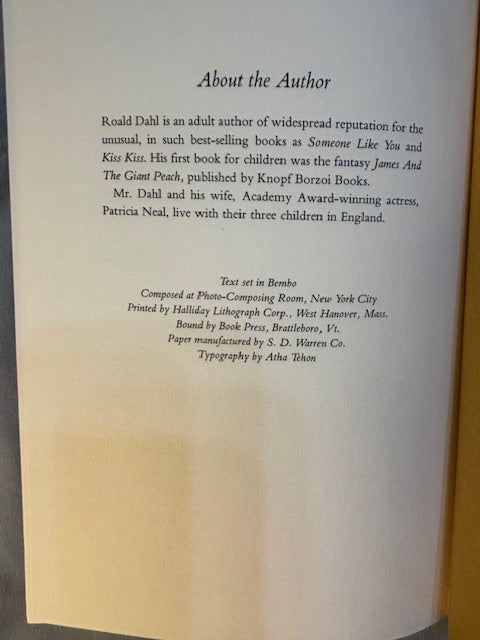 About the Author
Roald Dahl is an adult author of widespread reputation for the
unusual, in such best-selling books as Someone Like You and
Kiss Kiss. His first book for children was the fantasy James And
The Giant Peach, published by Knopf Borzoi Books.
Mr. Dahl and his wife, Academy Award-winning actress,
Patricia Neal, live with their three children in England.
Text set in Bembo
Composed at Photo-Composing Room, New York City
Printed by Halliday Lithograph Corp., West Hanover, Mass.
Bound by Book Press, Brattleboro, Vt.
Paper manufactured by S. D. Warren Co.
Typography by Atha Tehon